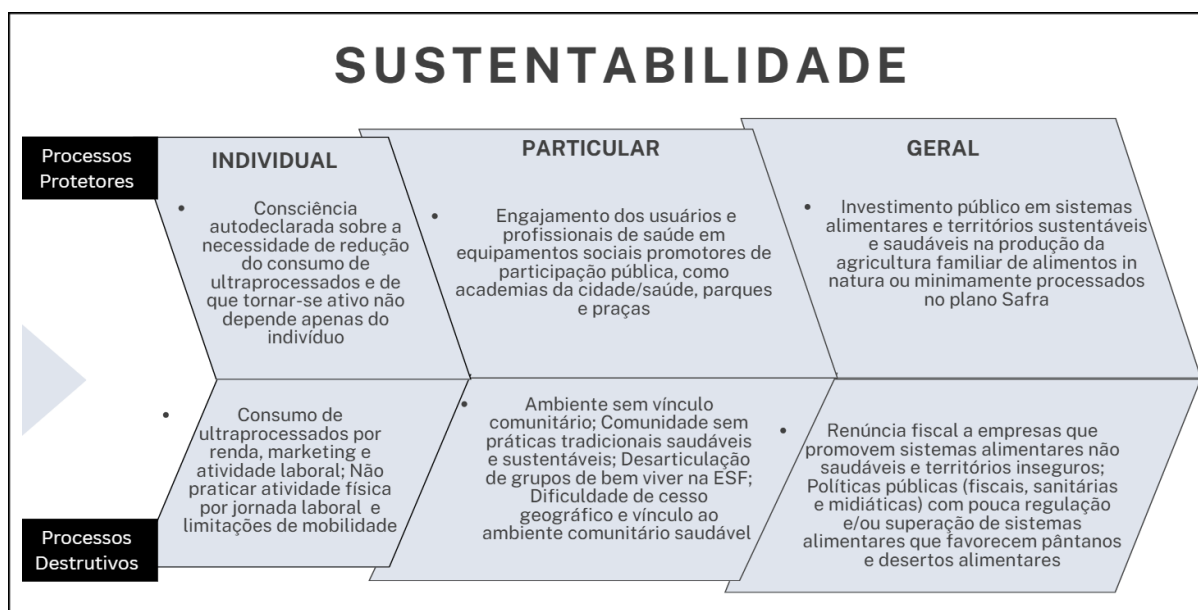 SUSTENTABILIDADE
Processos
Protetores
INDIVIDUAL
• Consciência
autodeclarada sobre a
necessidade de redução
do consumo de
ultraprocessados e de
que tornar-se ativo não
depende apenas do
indivíduo
PARTICULAR
• Engajamento dos usuários e
profissionais de saúde em
equipamentos sociais promotores de
participação pública, como
academias da cidade/saúde, parques
e praças
GERAL
• Investimento público em sistemas
alimentares e territórios sustentáveis
e saudáveis na produção da
agricultura familiar de alimentos in
natura ou minimamente processados
no plano Safra
Processos
Destrutivos
• Consumo de
ultraprocessados por
renda, marketing e
atividade laboral; Não
praticar atividade física
por jornada laboral e
limitações de mobilidade
• Ambiente sem vínculo
comunitário; Comunidade sem
práticas tradicionais saudáveis
e sustentáveis; Desarticulação
de grupos de bem viver na ESF;
Dificuldade de cesso
geográfico e vínculo ao
ambiente comunitário saudável
• Renúncia fiscal a empresas que
promovem sistemas alimentares não
saudáveis e territórios inseguros;
Políticas públicas (fiscais, sanitárias
e midiáticas) com pouca regulação
e/ou superação de sistemas
alimentares que favorecem pântanos
e desertos alimentares